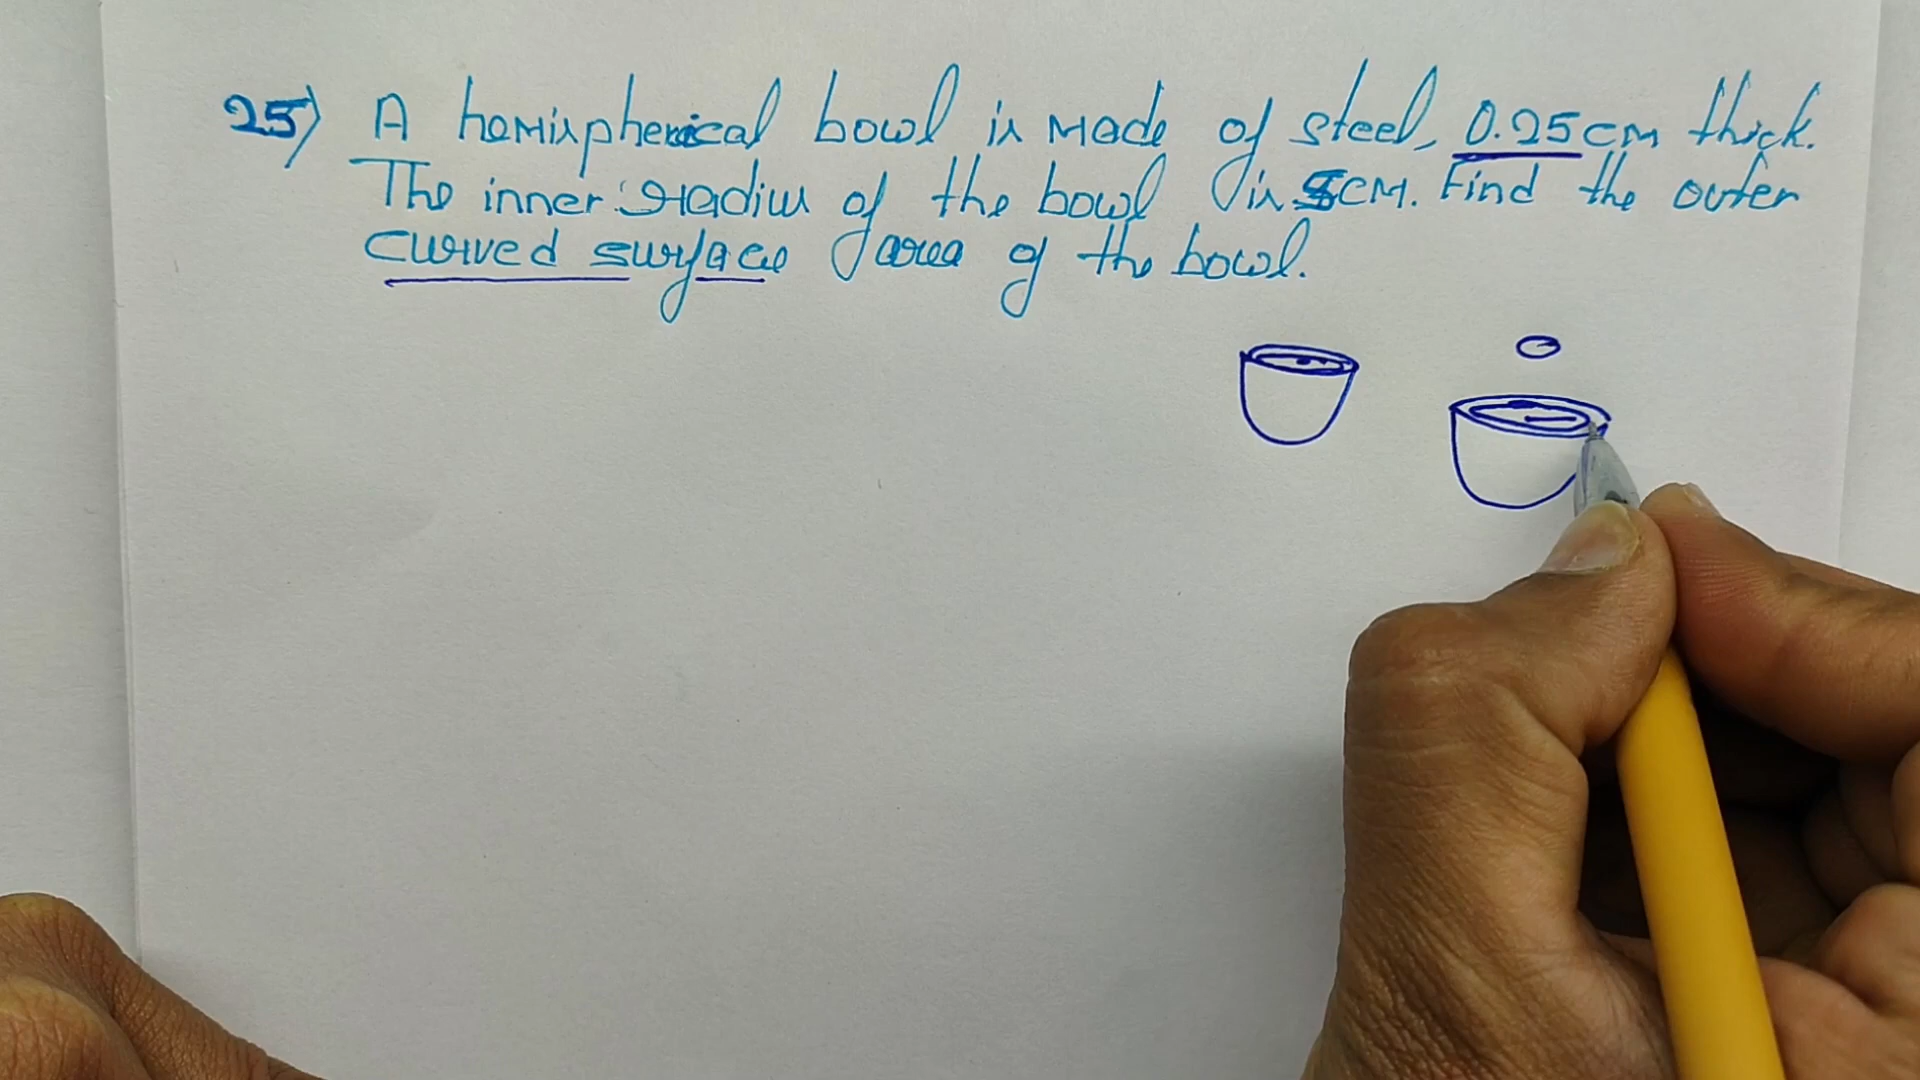 25) A hemispherical bowl is made of steel, 0.25cm thick.
The inner radius of the bowl is 5cm. Find the outer
curved surface area of the bowl.